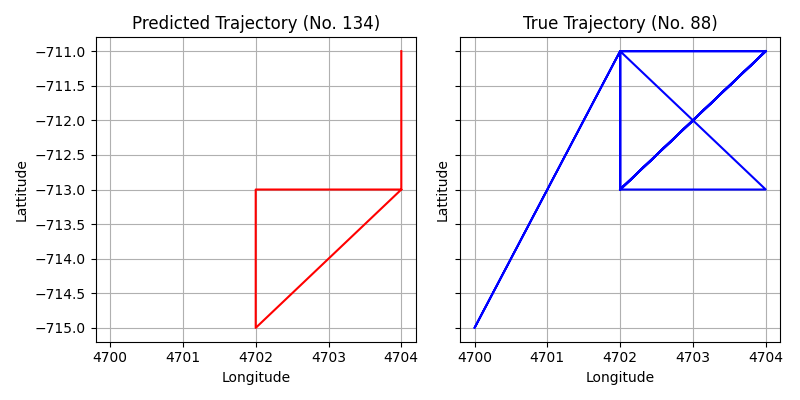 Predicted Trajectory (No. 134)
True Trajectory (No. 88)
−711.0
−711.5
−712.0
−712.5
−713.0
−713.5
−714.0
−714.5
−715.0
Lattitude
Lattitude
4700 4701 4702 4703 4704
4700 4701 4702 4703 4704
Longitude
Longitude